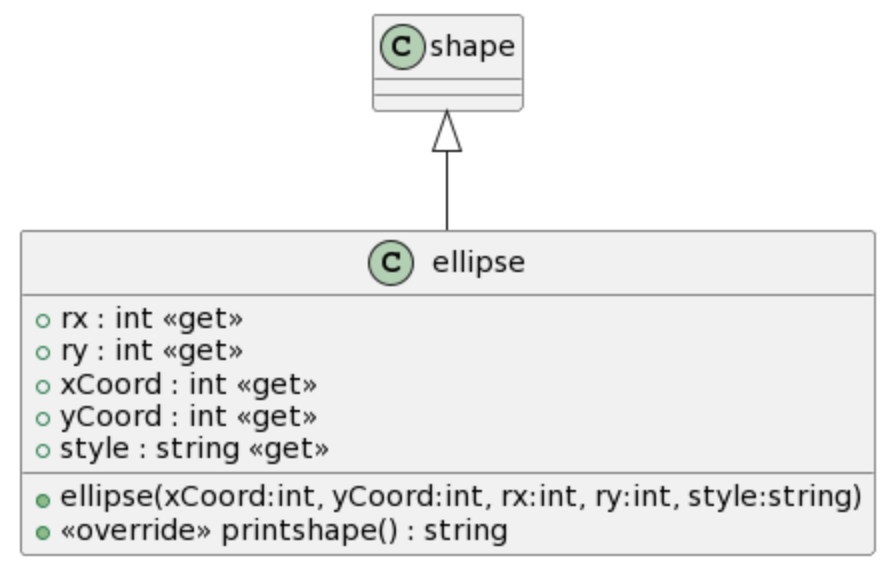 C shape
C ellipse
rx : int «get»
ry : int «get»
xCoord : int «get»
yCoord : int «get»
style : string «get»
ellipse(xCoord:int, yCoord:int, rx:int, ry:int, style:string)
«override» printshape() : string